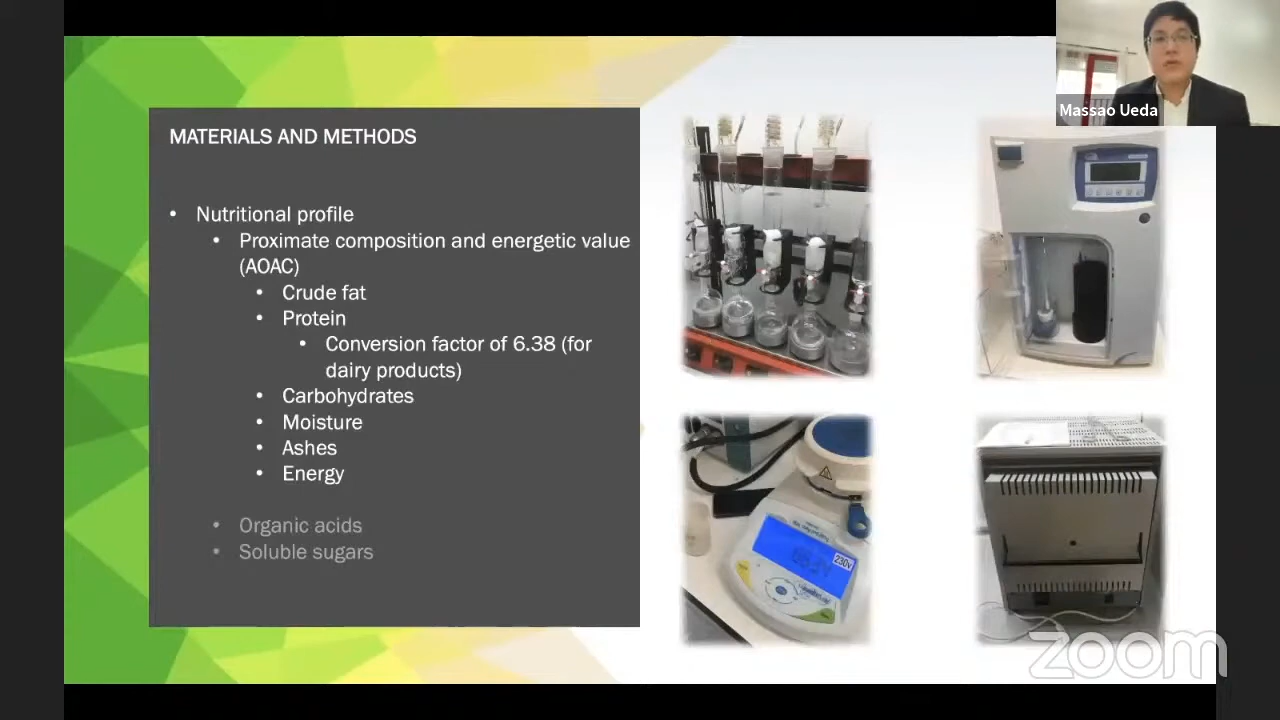 Massao Ueda
MATERIALS AND METHODS
• Nutritional profile
• Proximate composition and energetic value
(AOAC)
• Crude fat
• Protein
• Conversion factor of 6.38 (for
dairy products)
• Carbohydrates
• Moisture
• Ashes
• Energy
• Organic acids
• Soluble sugars
230V
zoom